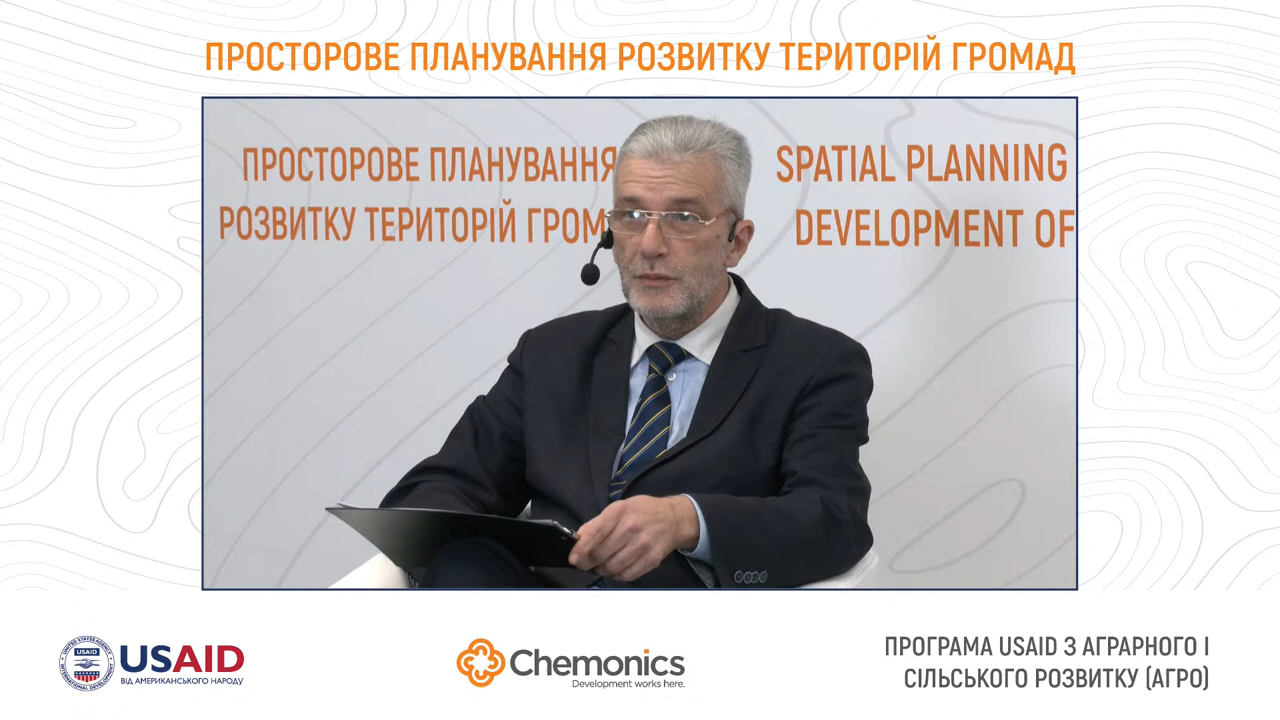 ПРОСТОРОВЕ ПЛАНУВАННЯ РОЗВИТКУ ТЕРИТОРІЙ ГРОМАД
ПРОСТОРОВЕ ПЛАНУВАННЯ
РОЗВИТКУ ТЕРИТОРІЙ ГРОМ
SPATIAL PLANNING
DEVELOPMENT OF
USAID
USAID
ВІД АМЕРИКАНСЬКОГО НАРОДУ
Chemonics
Development works here.
ПРОГРАМА USAID З АГРАРНОГО І
СІЛЬСЬКОГО РОЗВИТКУ (АГРО)